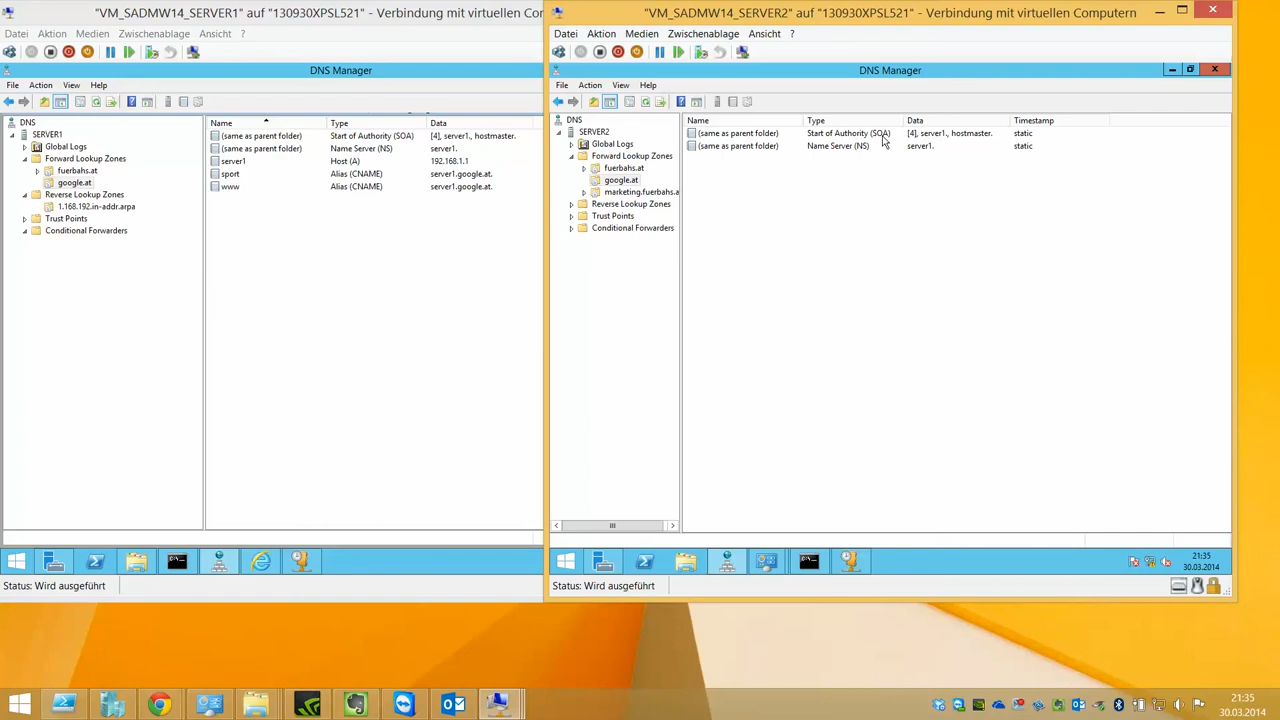 "VM_SADMW14_SERVER1" auf "130930XPSL521" - Verbindung mit virtuellen Con
Datei Aktion Medien Zwischenablage Ansicht ?
DNS Manager
File Action View Help
DNS
SERVER1
Global Logs
Forward Lookup Zones
fuerbahs.at
google.at
Reverse Lookup Zones
1.168.192.in-addr.arpa
Trust Points
Conditional Forwarders
Name Type Data
(same as parent folder) Start of Authority (SOA) [4], server1., hostmaster.
(same as parent folder) Name Server (NS) server1.
server1 Host (A) 192.168.1.1
sport Alias (CNAME) server1.google.at.
www Alias (CNAME) server1.google.at.
Status: Wird ausgeführt
"VM_SADMW14_SERVER2" auf "130930XPSL521" - Verbindung mit virtuellen Computern
Datei Aktion Medien Zwischenablage Ansicht ?
DNS Manager
File Action View Help
DNS
SERVER2
Global Logs
Forward Lookup Zones
fuerbahs.at
google.at
marketing.fuerbahs.a
Reverse Lookup Zones
Trust Points
Conditional Forwarders
Name Type Data Timestamp
(same as parent folder) Start of Authority (SOA) [4], server1., hostmaster. static
(same as parent folder) Name Server (NS) server1. static
21:35
30.03.2014
Status: Wird ausgeführt
21:35
30.03.2014